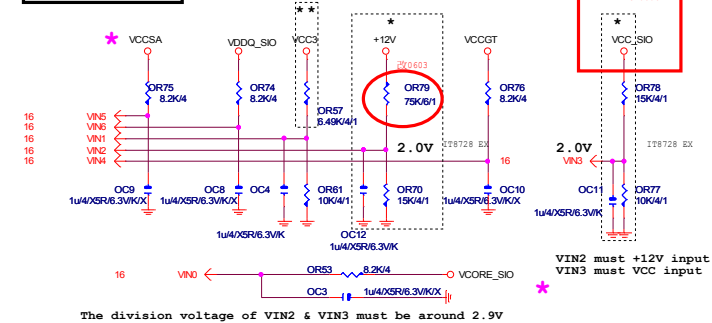 * *
*
*
*
VCCSA
VDDQ_SIO
VCC3
+12V
VCCGT
VCC_SIO
OR75
8.2K/4
OR74
8.2K/4
OR57
6.49K/4/1
OR79
75K/6/1
OR76
8.2K/4
OR78
15K/4/1
16 VIN5
16 VIN6
16 VIN1
16 VIN2
16 VIN4
2.0V
IT8728 EX
16
2.0V
VIN3
IT8728 EX
OC9
1u/4/X5R/6.3V/K/X
OC8
1u/4/X5R/6.3V/K/X
OC4
1u/4/X5R/6.3V/K
OR61
10K/4/1
OC12
1u/4/X5R/6.3V/K
OR70
15K/4/1
OC10
1u/4/X5R/6.3V/K/X
OC11
1u/4/X5R/6.3V/K
OR77
10K/4/1
VIN2 must +12V input
VIN3 must VCC input
*
16 VIN0
OR53 8.2K/4
VCORE_SIO
OC3 1u/4/X5R/6.3V/K/X
The division voltage of VIN2 & VIN3 must be around 2.9V